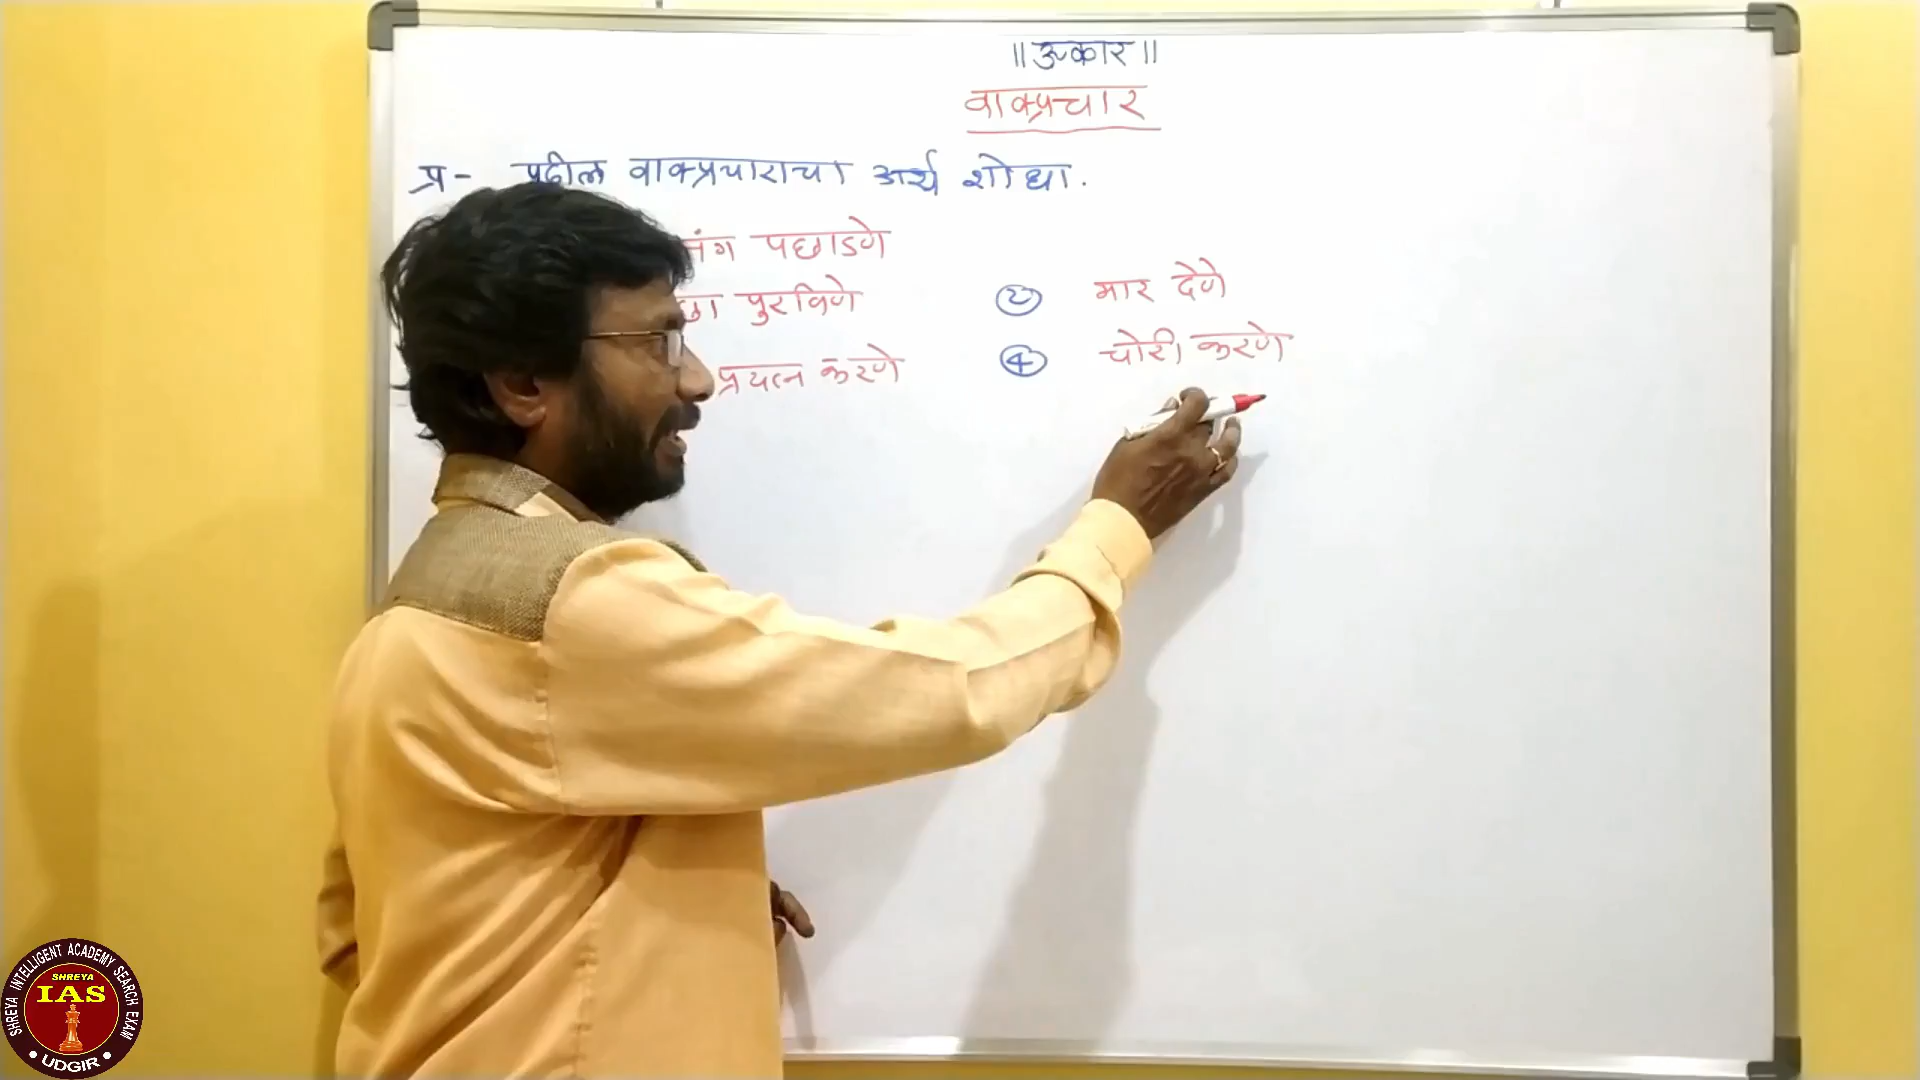 ॥ ॐकार ॥
वाक्प्रचार
प्र- पुढील वाक्प्रचाराचा अर्थ शोधा.
पछाडणे
पुरविणे
② मार देणे
प्रयत्न करणे
④ चोरी करणे
SHREYA INTELLIGENT ACADEMY SEARCH EXAM
SHREYA
IAS
• UDGIR •